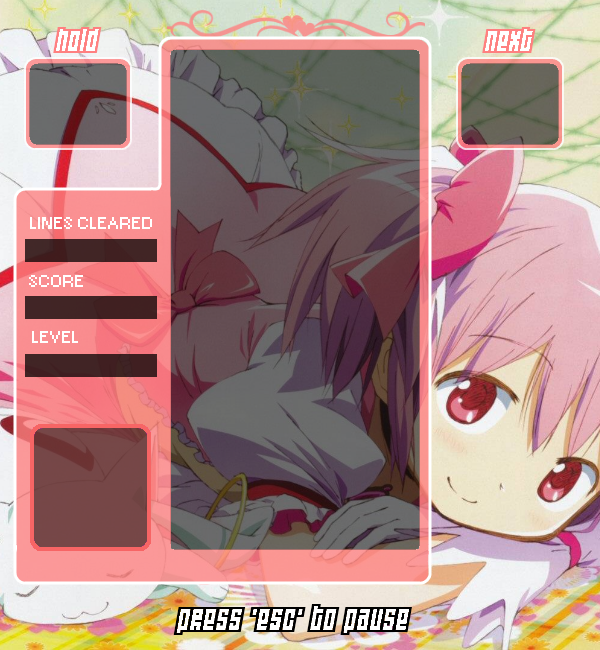 hold
next
LINES CLEARED
SCORE
LEVEL
press 'esc' to pause